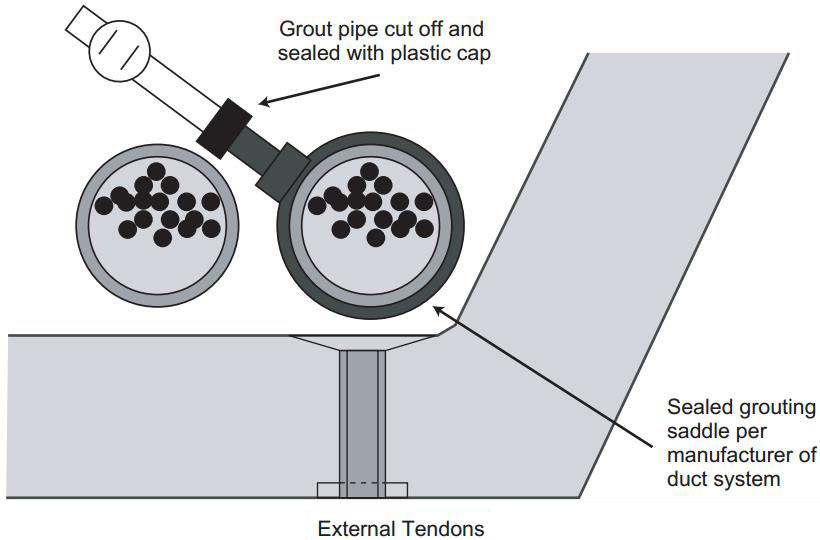 Grout pipe cut off and
sealed with plastic cap
Sealed grouting
saddle per
manufacturer of
duct system
External Tendons